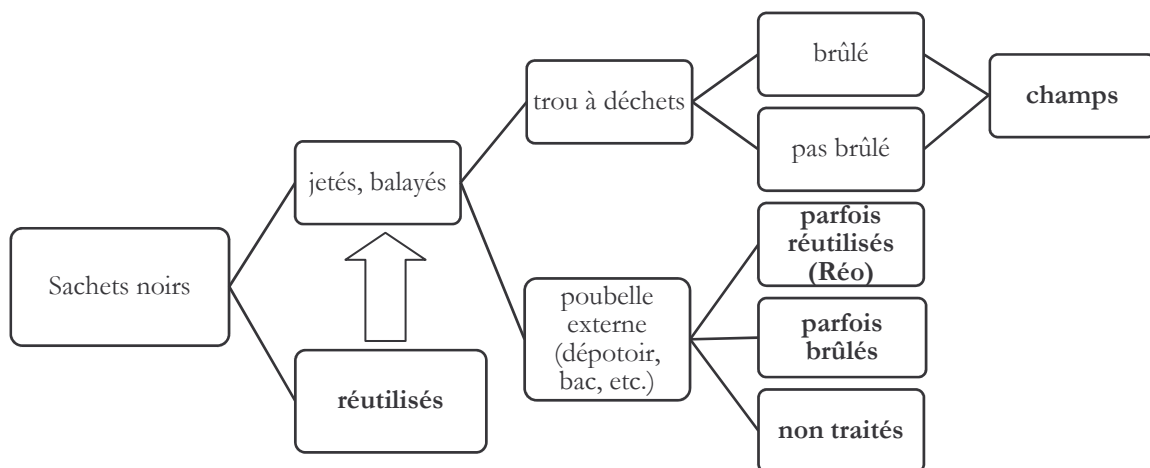 Sachets noirs
jetés, balayés
réutilisés
trou à déchets
poubelle
externe
(dépotoir,
bac, etc.)
brûlé
pas brûlé
parfois
réutilisés
(Réo)
parfois
brûlés
non traités
champs